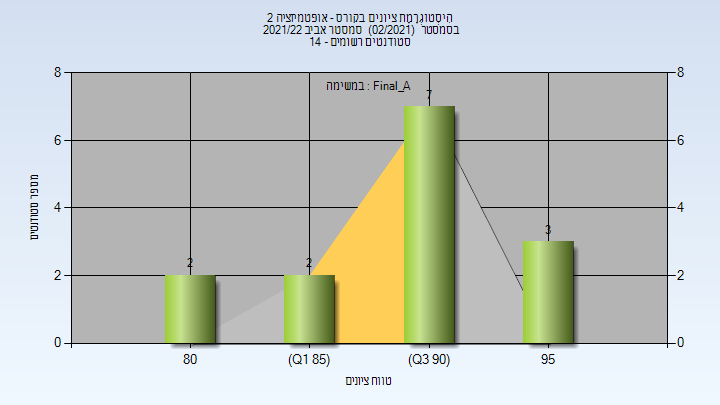 היסטוגרמת ציונים בקורס - אופטמיזציה 2
בסמסטר (02/2021) סמסטר אביב 2021/22
סטודנטים רשומים - 14
במשימה : Final_A
8
6
4
2
0
8
6
4
2
0
מספר סטודנטים
2
2
7
3
80
(Q1 85)
(Q3 90)
95
טווח ציונים